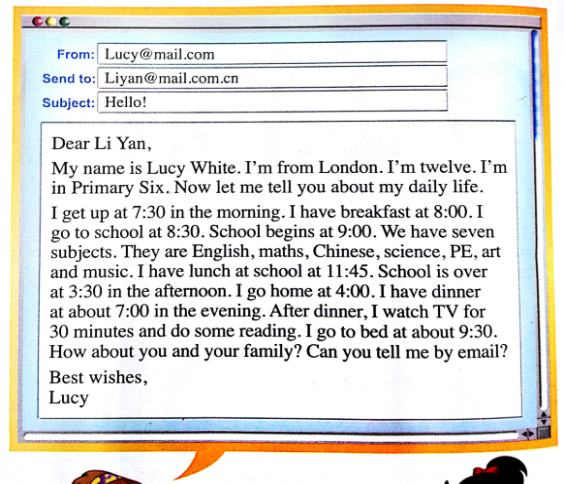 From: Lucy@mail.com
Send to: Liyan@mail.com.cn
Subject: Hello!
Dear Li Yan,
My name is Lucy White. I'm from London. I'm twelve. I'm
in Primary Six. Now let me tell you about my daily life.
I get up at 7:30 in the morning. I have breakfast at 8:00. I
go to school at 8:30. School begins at 9:00. We have seven
subjects. They are English, maths, Chinese, science, PE, art
and music. I have lunch at school at 11:45. School is over
at 3:30 in the afternoon. I go home at 4:00. I have dinner
at about 7:00 in the evening. After dinner, I watch TV for
30 minutes and do some reading. I go to bed at about 9:30.
How about you and your family? Can you tell me by email?
Best wishes,
Lucy